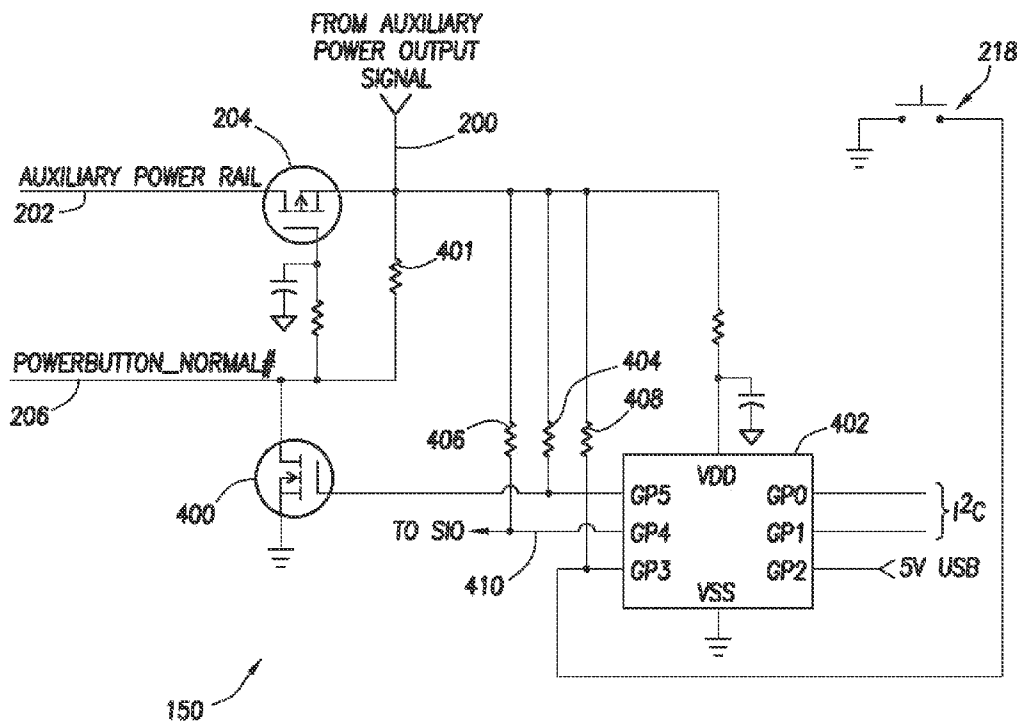 FROM AUXILIARY
POWER OUTPUT
SIGNAL
218
204
200
AUXILIARY POWER RAIL
202
401
POWERBUTTON_NORMAL#
206
404
408
406
402
400
VDD
GP5
GP0
I²C
TO SIO
GP4
GP1
GP3
GP2
5V USB
410
VSS
150